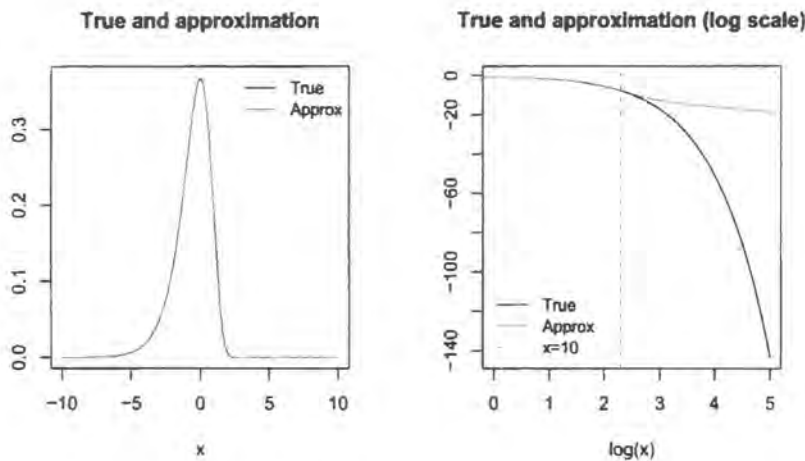 True and approximation
True
Approx
0.3
0.2
0.1
0.0
−10
−5
0
5
10
x
True and approximation (log scale)
0
−20
−60
−100
−140
True
Approx
x=10
0
1
2
3
4
5
log(x)